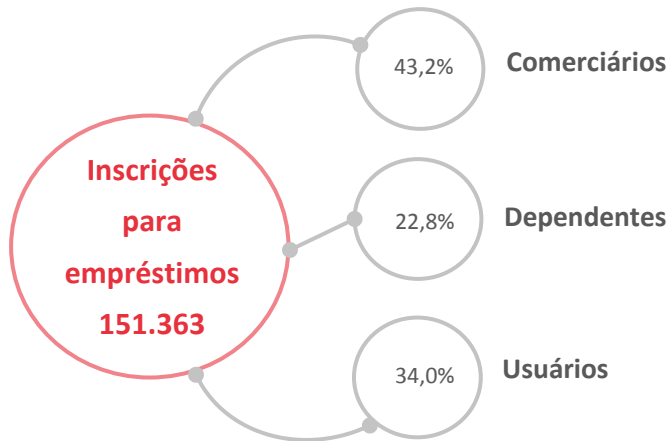 Inscrições
para
empréstimos
151.363
43,2%
Comerciários
22,8%
Dependentes
34,0%
Usuários